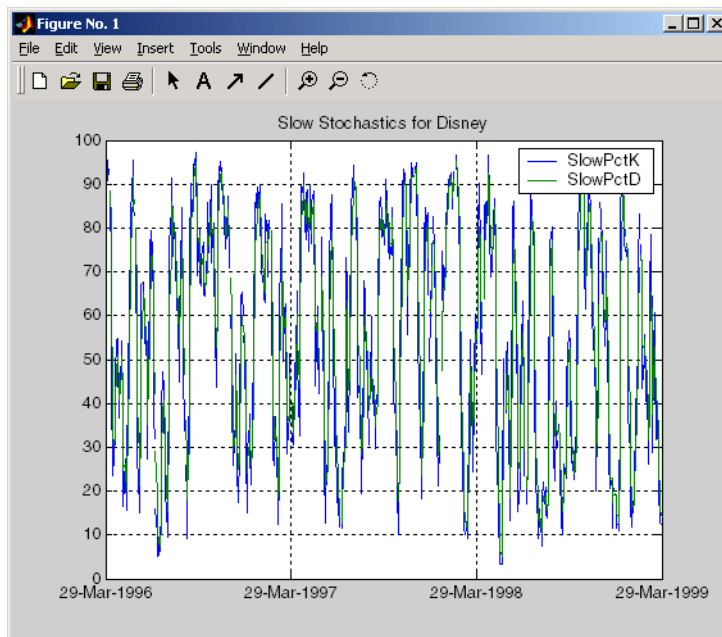 Figure No. 1
File Edit View Insert Tools Window Help
A
Slow Stochastics for Disney
SlowPctK
SlowPctD
100
90
80
70
60
50
40
30
20
10
0
29-Mar-1996 29-Mar-1997 29-Mar-1998 29-Mar-1999